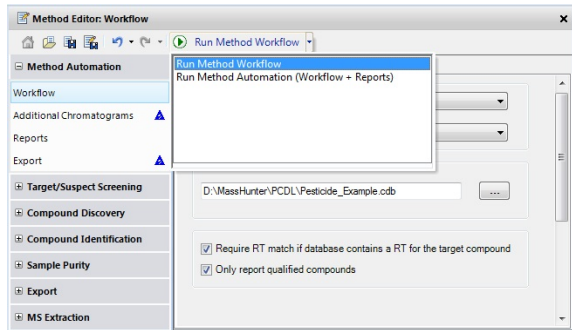 Method Editor: Workflow
Run Method Workflow
Method Automation
Run Method Workflow
Run Method Automation (Workflow + Reports)
Workflow
Additional Chromatograms
Reports
Export
Target/Suspect Screening
D:\MassHunter\PCDL\Pesticide_Example.cdb
...
Compound Discovery
Compound Identification
Require RT match if database contains a RT for the target compound
Sample Purity
Only report qualified compounds
Export
MS Extraction